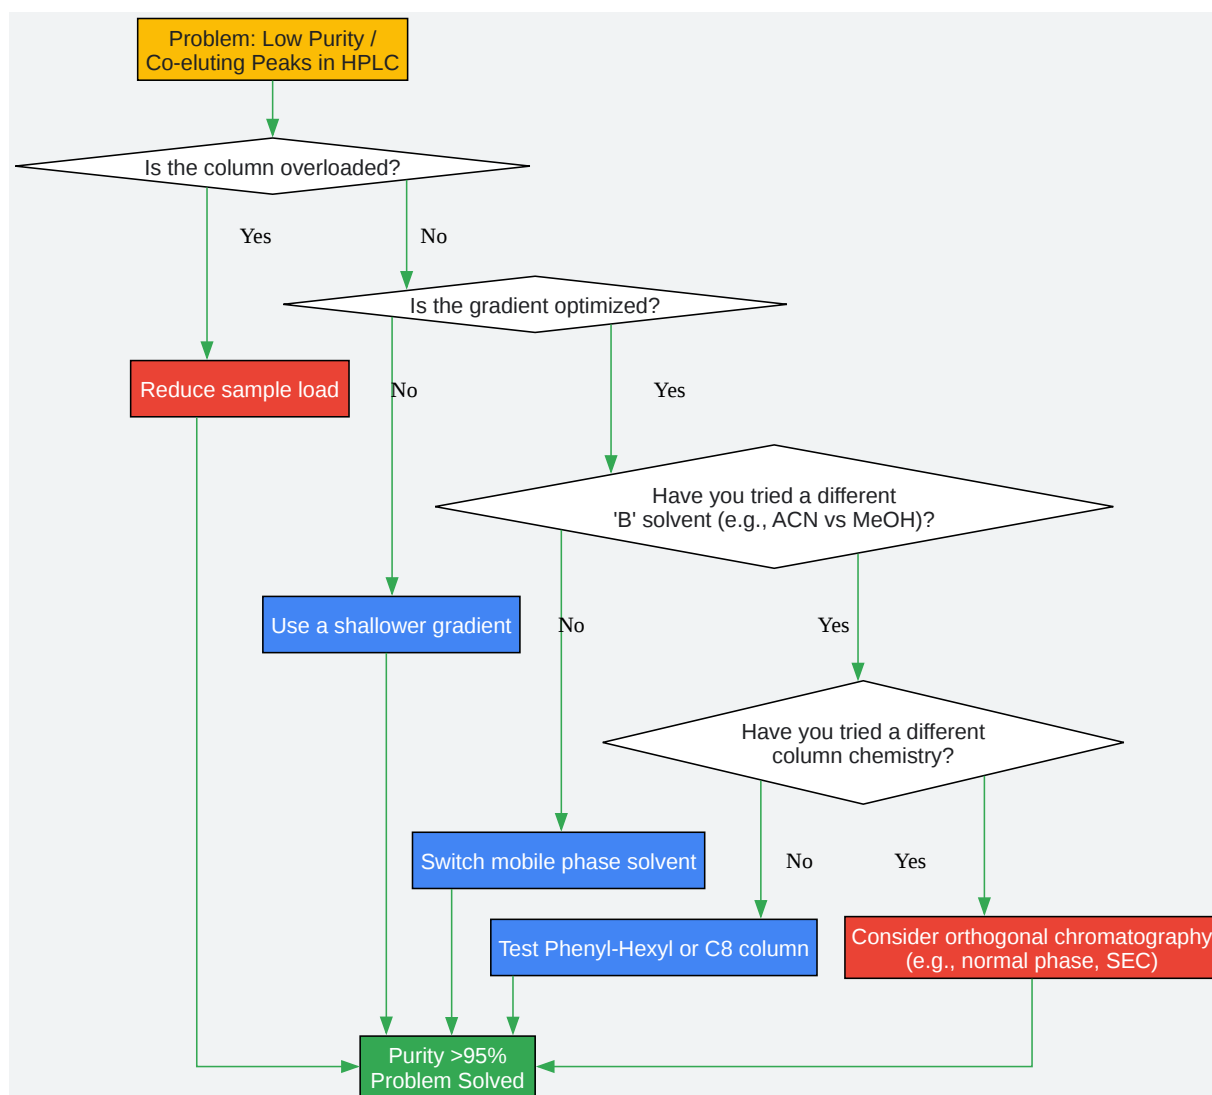 Problem: Low Purity /
Co-eluting Peaks in HPLC
Is the column overloaded?
Yes
No
Is the gradient optimized?
Reduce sample load
No
Yes
Have you tried a different
'B' solvent (e.g., ACN vs MeOH)?
Use a shallower gradient
No
Yes
Have you tried a different
column chemistry?
Switch mobile phase solvent
No
Yes
Test Phenyl-Hexyl or C8 column
Consider orthogonal chromatography
(e.g., normal phase, SEC)
Purity >95%
Problem Solved